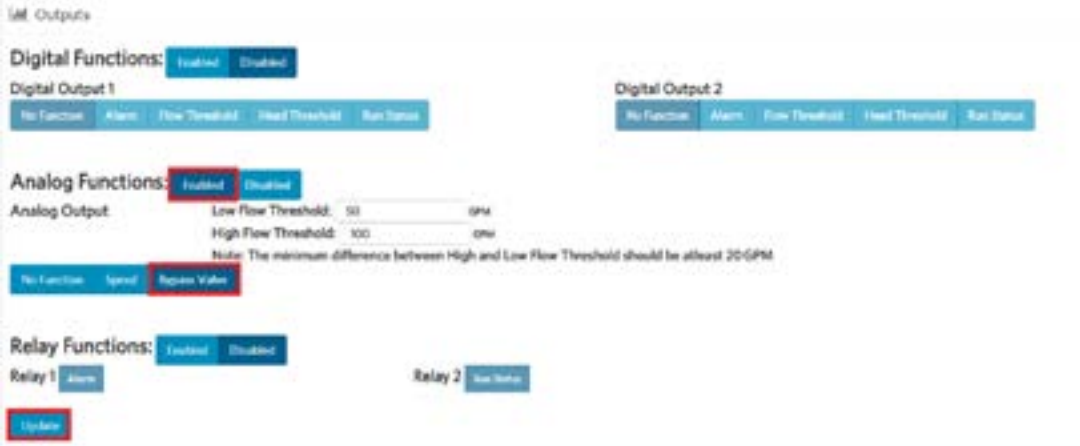 Outputs
Digital Functions: Enabled Disabled
Digital Output 1
Digital Output 2
No Function Alarm Flow Threshold Head Threshold Run Status
No Function Alarm Flow Threshold Head Threshold Run Status
Analog Functions: Enabled Disabled
Analog Output
Low Flow Threshold: 50 GPM
High Flow Threshold: 100 GPM
Note: The minimum difference between High and Low Flow Threshold should be atleast 20 GPM
No Function Speed Bypass Valve
Relay Functions: Enabled Disabled
Relay 1 Alarm
Relay 2 Run Status
Update